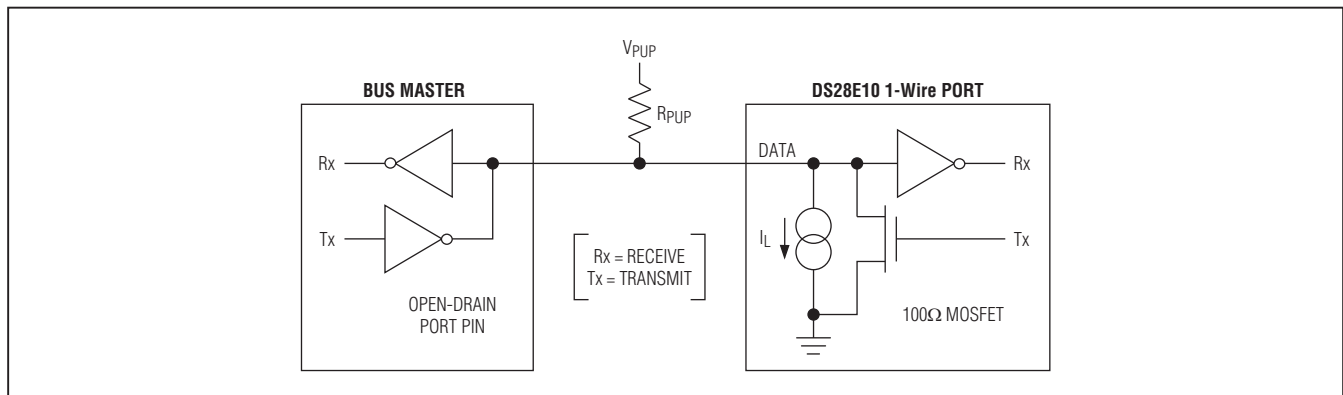 VPUP
BUS MASTER
DS28E10 1-Wire PORT
RPUP
Rx
DATA
Rx
Tx
IL
Tx
Rx = RECEIVE
Tx = TRANSMIT
OPEN-DRAIN
PORT PIN
100Ω MOSFET